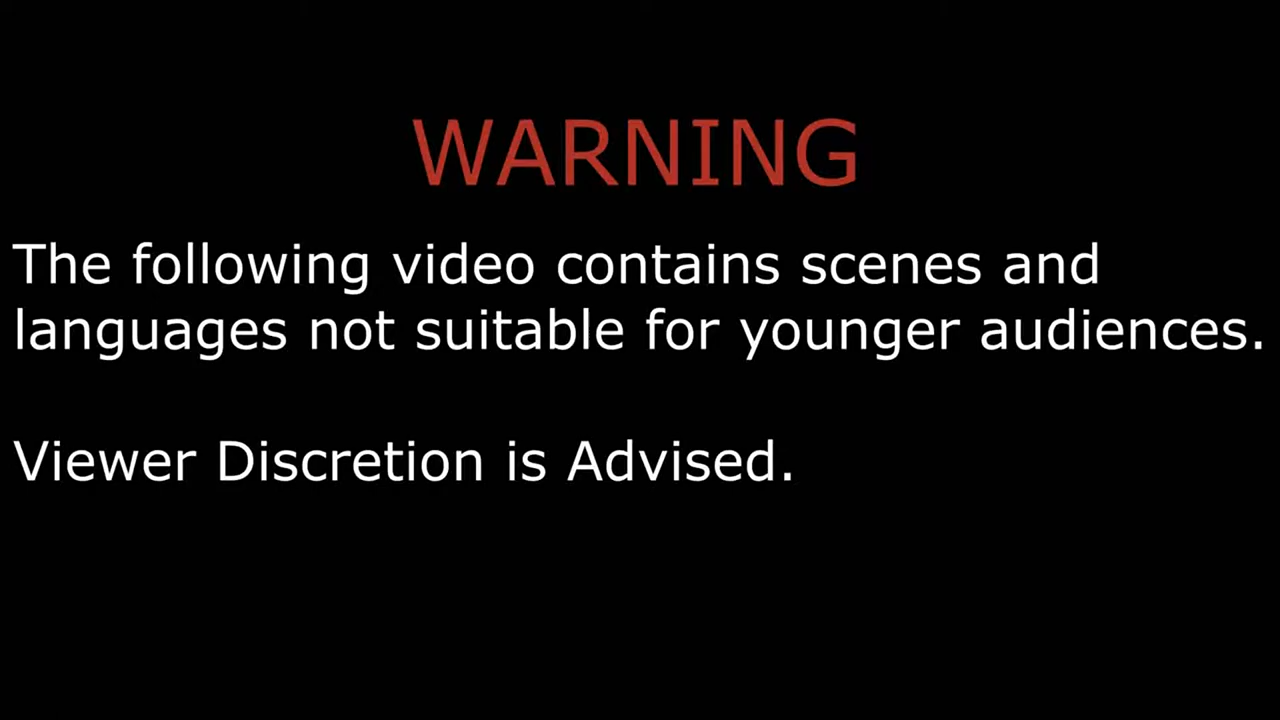 WARNING
The following video contains scenes and
languages not suitable for younger audiences.
Viewer Discretion is Advised.